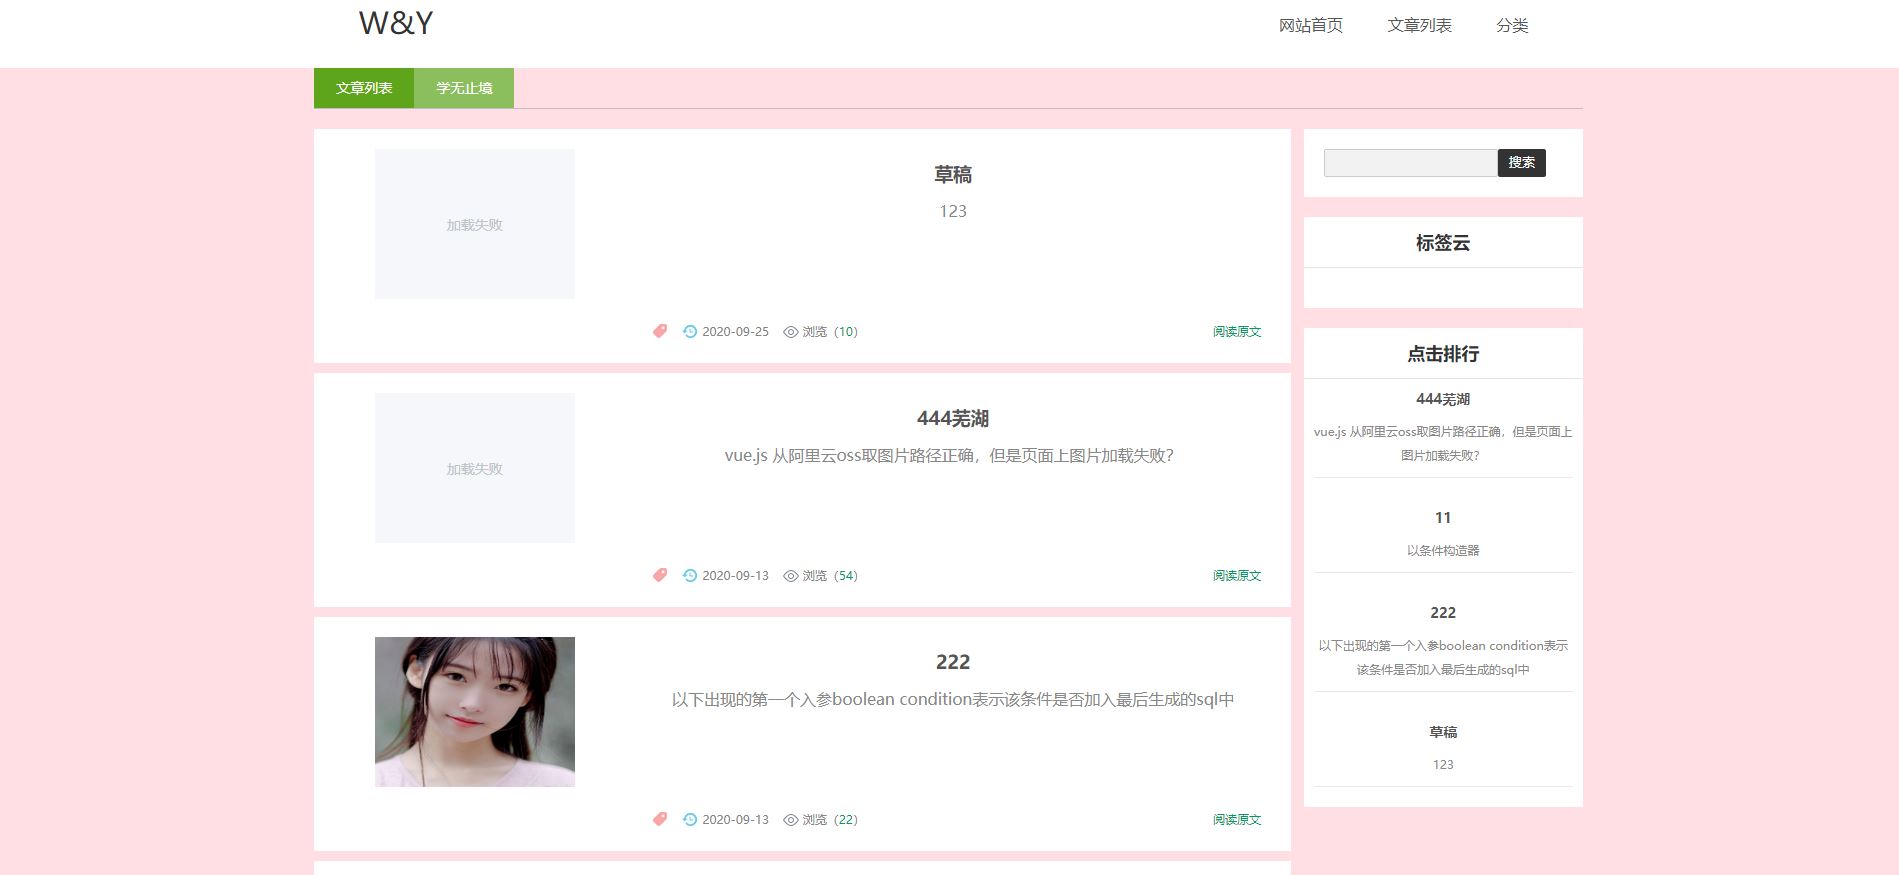 W&Y
网站首页 文章列表 分类
文章列表 学无止境
加载失败
草稿
123
2020-09-25 浏览（10） 阅读原文
加载失败
444芜湖
vue.js 从阿里云oss取图片路径正确，但是页面上图片加载失败？
2020-09-13 浏览（54） 阅读原文
222
以下出现的第一个入参boolean condition表示该条件是否加入最后生成的sql中
2020-09-13 浏览（22） 阅读原文
搜索
标签云
点击排行
444芜湖
vue.js 从阿里云oss取图片路径正确，但是页面上
图片加载失败？
11
以条件构造器
222
以下出现的第一个入参boolean condition表示
该条件是否加入最后生成的sql中
草稿
123